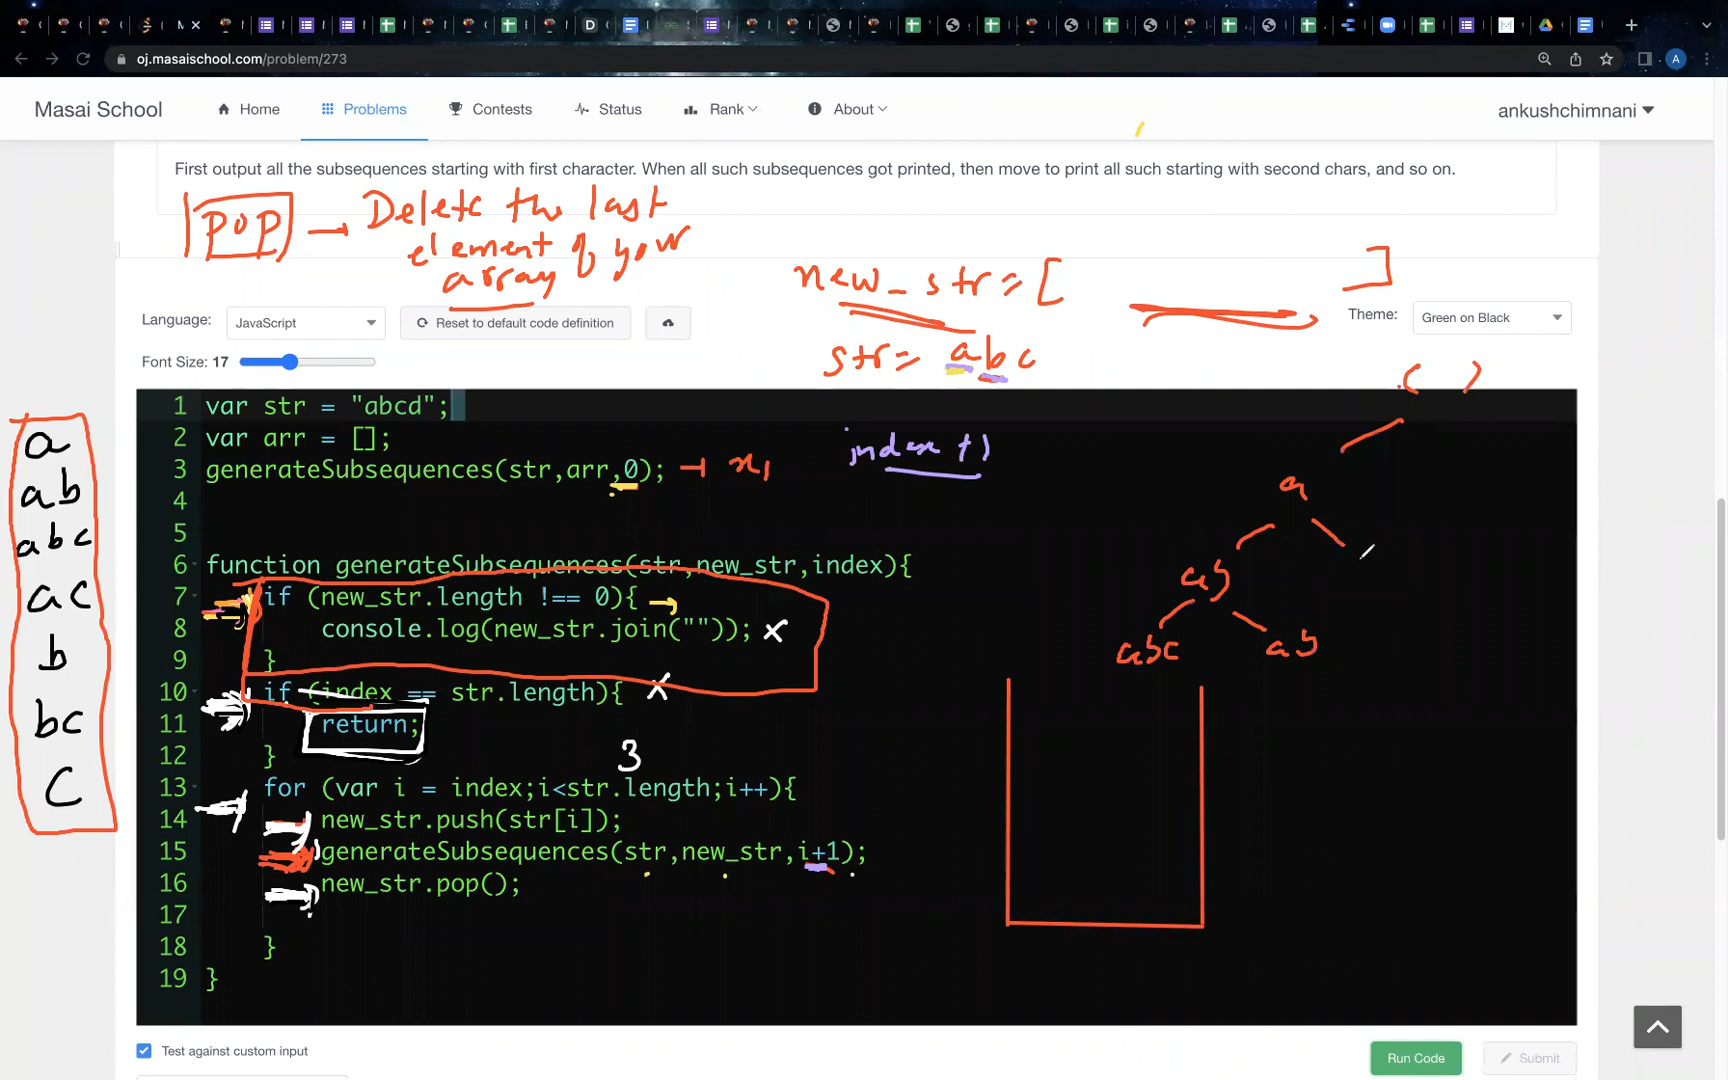 oj.masaischool.com/problem/273
A
Masai School
Home
Problems
Contests
Status
Rank
About
ankushchimnani
First output all the subsequences starting with first character. When all such subsequences got printed, then move to print all such starting with second chars, and so on.
pop → Delete the last
element of your
array
new_str = [ ]
str = abc
Language:
JavaScript
Reset to default code definition
Theme:
Green on Black
Font Size: 17
a
ab
abc
ac
b
bc
c
1 var str = "abcd";
2 var arr = [];
3 generateSubsequences(str,arr,0);
index +1
4
5
6 function generateSubsequences(str,new_str,index){
7 if (new_str.length !== 0){
8 console.log(new_str.join(""));
9 }
10 if (index == str.length){
11 return;
12 }
3
13 for (var i = index;i<str.length;i++){
14 new_str.push(str[i]);
15 generateSubsequences(str,new_str,i+1);
16 new_str.pop();
17
18 }
19 }
( )
a
ab
abc
ab
Test against custom input
Run Code
Submit